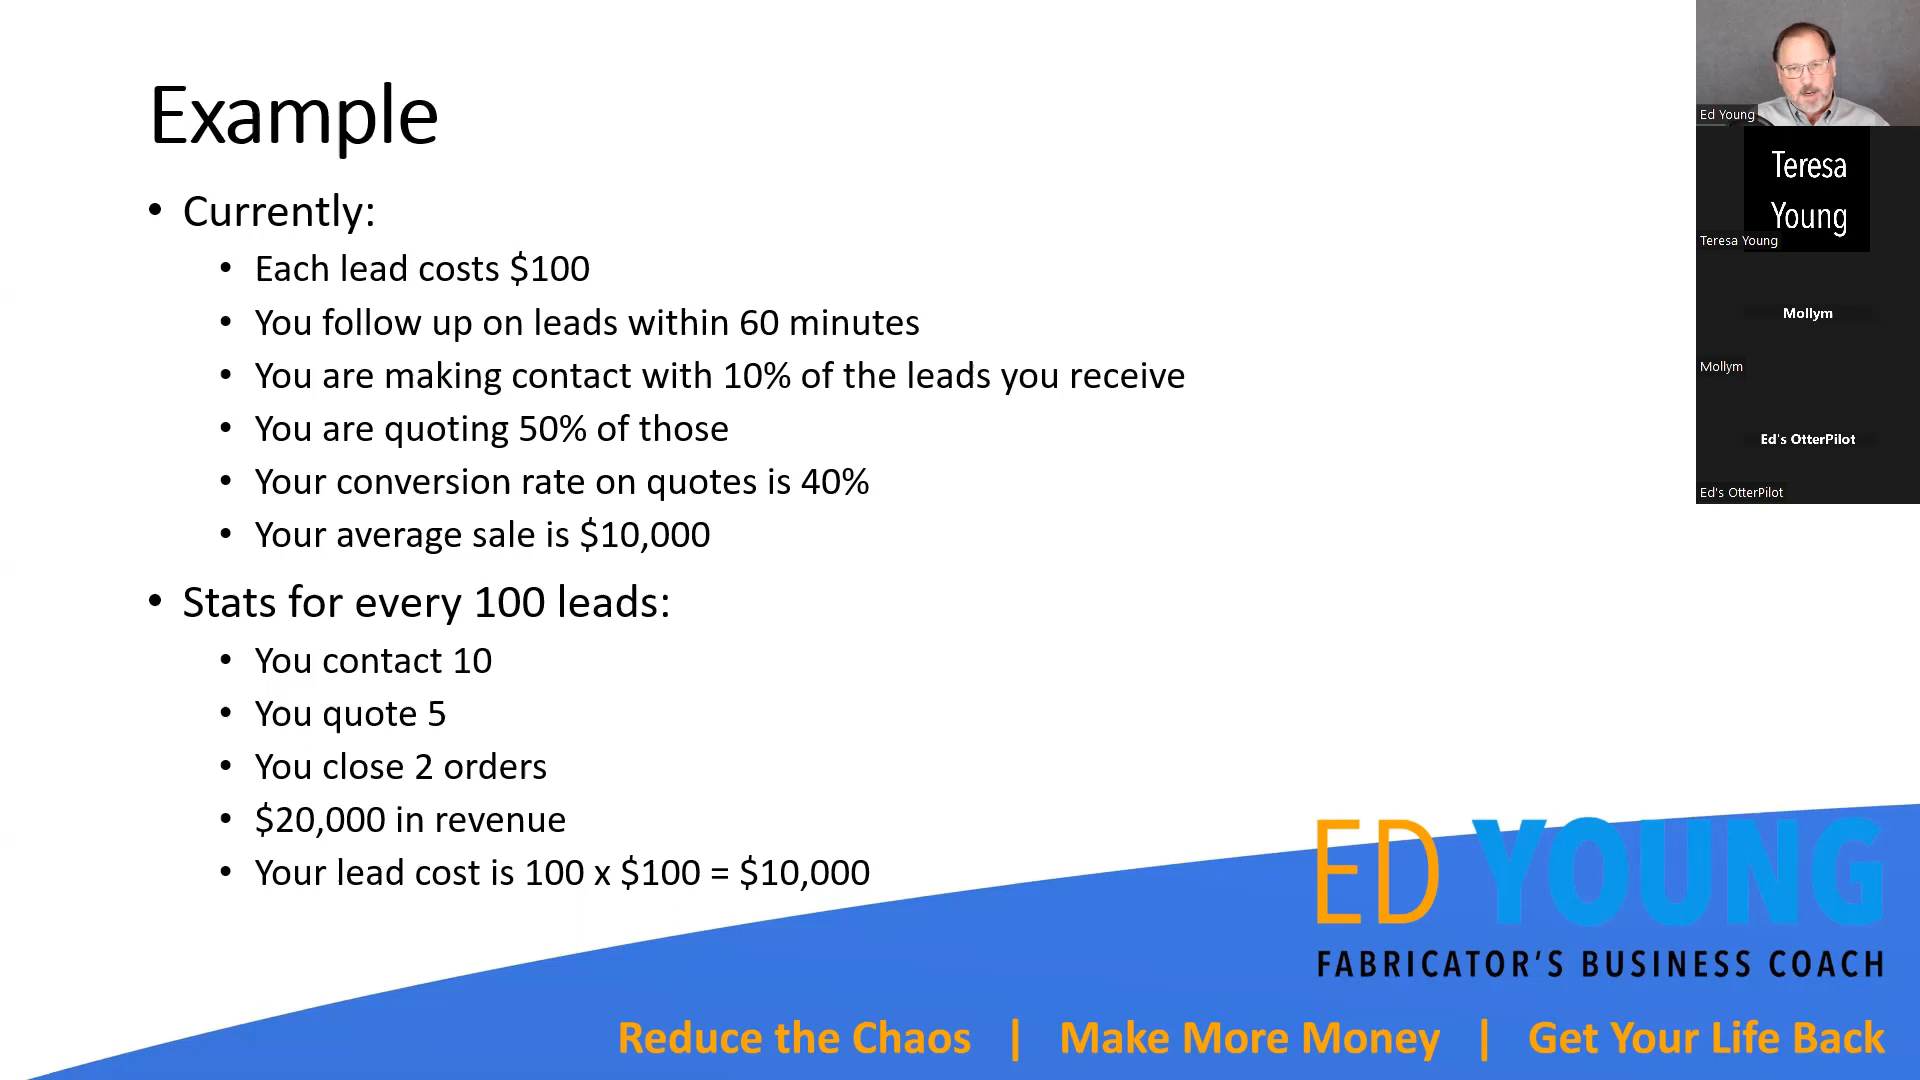 Example
• Currently:
• Each lead costs $100
• You follow up on leads within 60 minutes
• You are making contact with 10% of the leads you receive
• You are quoting 50% of those
• Your conversion rate on quotes is 40%
• Your average sale is $10,000
• Stats for every 100 leads:
• You contact 10
• You quote 5
• You close 2 orders
• $20,000 in revenue
• Your lead cost is 100 x $100 = $10,000
ED YOUNG
FABRICATOR'S BUSINESS COACH
Reduce the Chaos | Make More Money | Get Your Life Back
Ed Young
Teresa
Young
Teresa Young
Mollym
Mollym
Ed's OtterPilot
Ed's OtterPilot